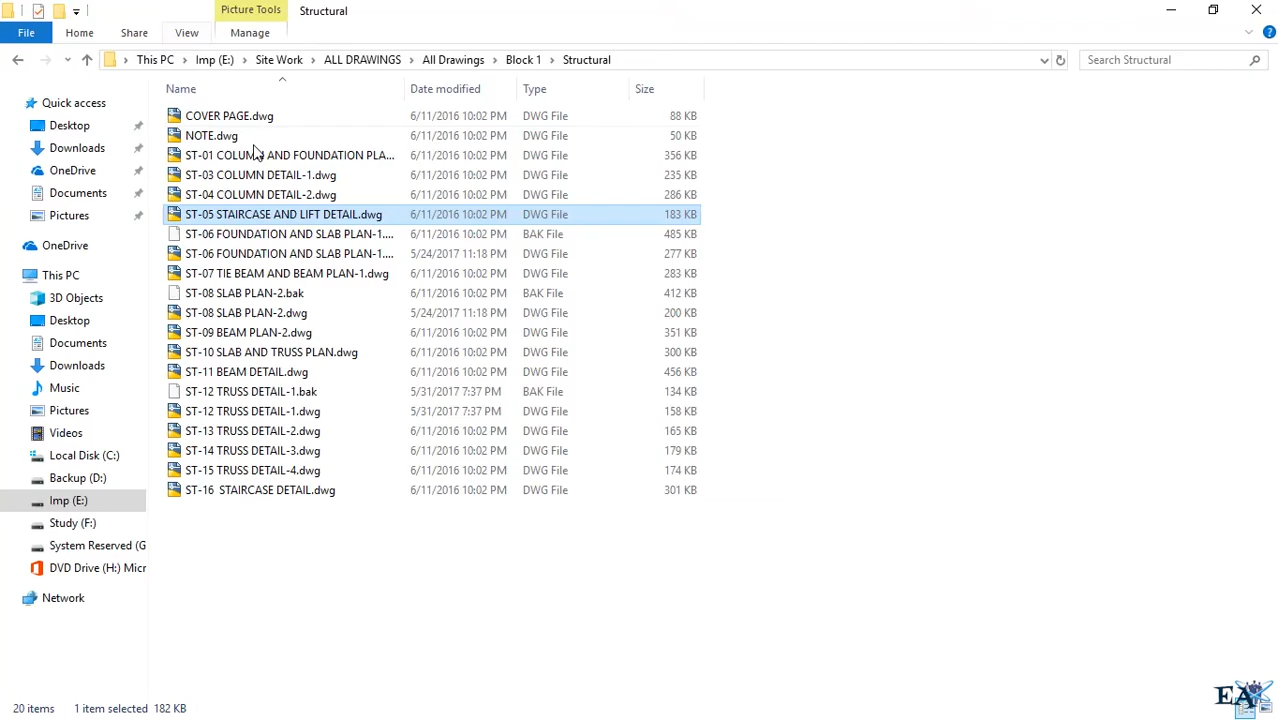 Picture Tools Structural
File Home Share View Manage
This PC Imp (E:) Site Work ALL DRAWINGS All Drawings Block 1 Structural Search Structural
Name Date modified Type Size
Quick access
Desktop
Downloads
OneDrive
Documents
Pictures
OneDrive
This PC
3D Objects
Desktop
Documents
Downloads
Music
Pictures
Videos
Local Disk (C:)
Backup (D:)
Imp (E:)
Study (F:)
System Reserved (G
DVD Drive (H:) Micr
Network
COVER PAGE.dwg 6/11/2016 10:02 PM DWG File 88 KB
NOTE.dwg 6/11/2016 10:02 PM DWG File 50 KB
ST-01 COLUMN AND FOUNDATION PLA... 6/11/2016 10:02 PM DWG File 356 KB
ST-03 COLUMN DETAIL-1.dwg 6/11/2016 10:02 PM DWG File 235 KB
ST-04 COLUMN DETAIL-2.dwg 6/11/2016 10:02 PM DWG File 286 KB
ST-05 STAIRCASE AND LIFT DETAIL.dwg 6/11/2016 10:02 PM DWG File 183 KB
ST-06 FOUNDATION AND SLAB PLAN-1.... 6/11/2016 10:02 PM BAK File 485 KB
ST-06 FOUNDATION AND SLAB PLAN-1.... 5/24/2017 11:18 PM DWG File 277 KB
ST-07 TIE BEAM AND BEAM PLAN-1.dwg 6/11/2016 10:02 PM DWG File 283 KB
ST-08 SLAB PLAN-2.bak 6/11/2016 10:02 PM BAK File 412 KB
ST-08 SLAB PLAN-2.dwg 5/24/2017 11:18 PM DWG File 200 KB
ST-09 BEAM PLAN-2.dwg 6/11/2016 10:02 PM DWG File 351 KB
ST-10 SLAB AND TRUSS PLAN.dwg 6/11/2016 10:02 PM DWG File 300 KB
ST-11 BEAM DETAIL.dwg 6/11/2016 10:02 PM DWG File 456 KB
ST-12 TRUSS DETAIL-1.bak 5/31/2017 7:37 PM BAK File 134 KB
ST-12 TRUSS DETAIL-1.dwg 5/31/2017 7:37 PM DWG File 158 KB
ST-13 TRUSS DETAIL-2.dwg 6/11/2016 10:02 PM DWG File 165 KB
ST-14 TRUSS DETAIL-3.dwg 6/11/2016 10:02 PM DWG File 179 KB
ST-15 TRUSS DETAIL-4.dwg 6/11/2016 10:02 PM DWG File 174 KB
ST-16 STAIRCASE DETAIL.dwg 6/11/2016 10:02 PM DWG File 301 KB
20 items 1 item selected 182 KB
EA